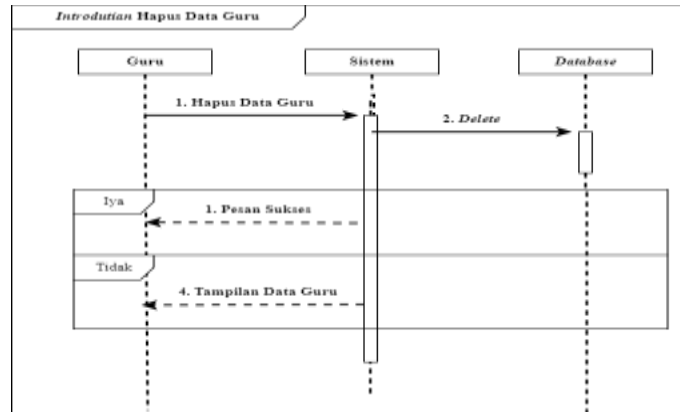 Introdutian Hapus Data Guru
Guru
Sistem
Database
1. Hapus Data Guru
2. Delete
Iya
1. Pesan Sukses
Tidak
4. Tampilan Data Guru